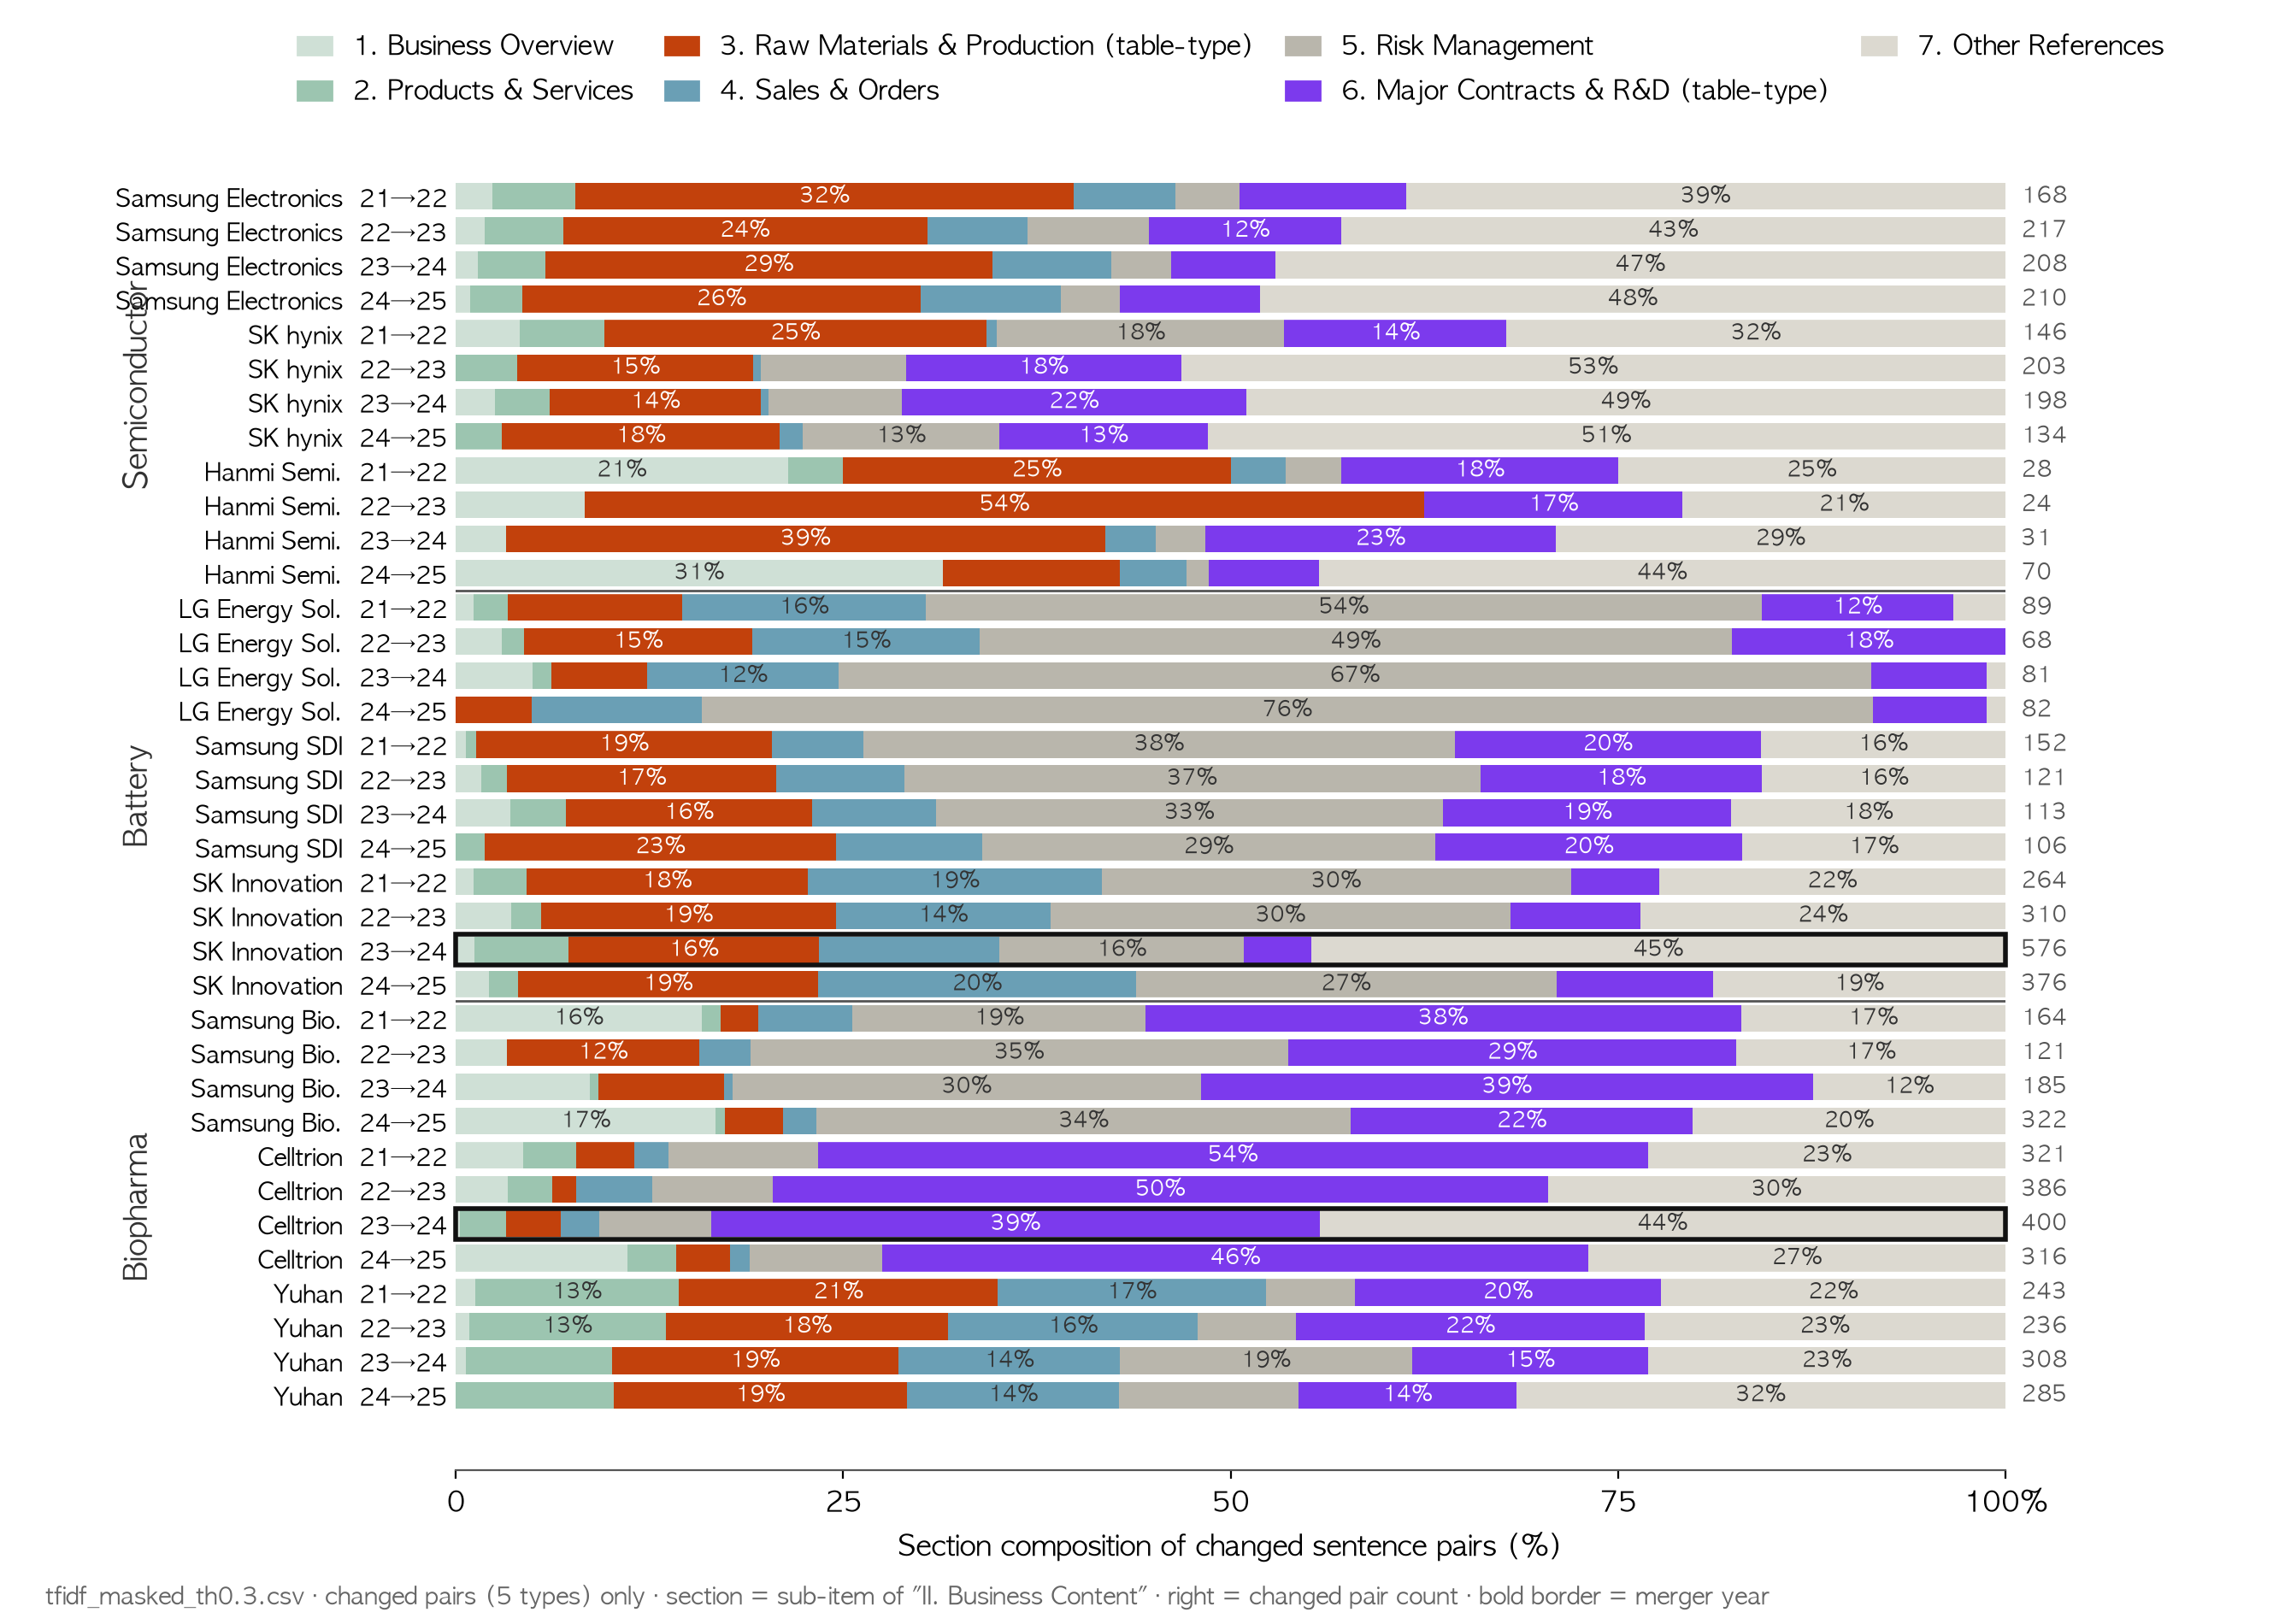 1. Business Overview
3. Raw Materials & Production (table-type)
5. Risk Management
7. Other References
2. Products & Services
4. Sales & Orders
6. Major Contracts & R&D (table-type)
Semiconductor
Samsung Electronics 21→22 32% 39% 168
Samsung Electronics 22→23 24% 12% 43% 217
Samsung Electronics 23→24 29% 47% 208
Samsung Electronics 24→25 26% 48% 210
SK hynix 21→22 25% 18% 14% 32% 146
SK hynix 22→23 15% 18% 53% 203
SK hynix 23→24 14% 22% 49% 198
SK hynix 24→25 18% 13% 13% 51% 134
Hanmi Semi. 21→22 21% 25% 18% 25% 28
Hanmi Semi. 22→23 54% 17% 21% 24
Hanmi Semi. 23→24 39% 23% 29% 31
Hanmi Semi. 24→25 31% 44% 70
Battery
LG Energy Sol. 21→22 16% 54% 12% 89
LG Energy Sol. 22→23 15% 15% 49% 18% 68
LG Energy Sol. 23→24 12% 67% 81
LG Energy Sol. 24→25 76% 82
Samsung SDI 21→22 19% 38% 20% 16% 152
Samsung SDI 22→23 17% 37% 18% 16% 121
Samsung SDI 23→24 16% 33% 19% 18% 113
Samsung SDI 24→25 23% 29% 20% 17% 106
SK Innovation 21→22 18% 19% 30% 22% 264
SK Innovation 22→23 19% 14% 30% 24% 310
SK Innovation 23→24 16% 16% 45% 576
SK Innovation 24→25 19% 20% 27% 19% 376
Biopharma
Samsung Bio. 21→22 16% 19% 38% 17% 164
Samsung Bio. 22→23 12% 35% 29% 17% 121
Samsung Bio. 23→24 30% 39% 12% 185
Samsung Bio. 24→25 17% 34% 22% 20% 322
Celltrion 21→22 54% 23% 321
Celltrion 22→23 50% 30% 386
Celltrion 23→24 39% 44% 400
Celltrion 24→25 46% 27% 316
Yuhan 21→22 13% 21% 17% 20% 22% 243
Yuhan 22→23 13% 18% 16% 22% 23% 236
Yuhan 23→24 19% 14% 19% 15% 23% 308
Yuhan 24→25 19% 14% 14% 32% 285
0 25 50 75 100%
Section composition of changed sentence pairs (%)
tfidf_masked_th0.3.csv · changed pairs (5 types) only · section = sub-item of "II. Business Content" · right = changed pair count · bold border = merger year